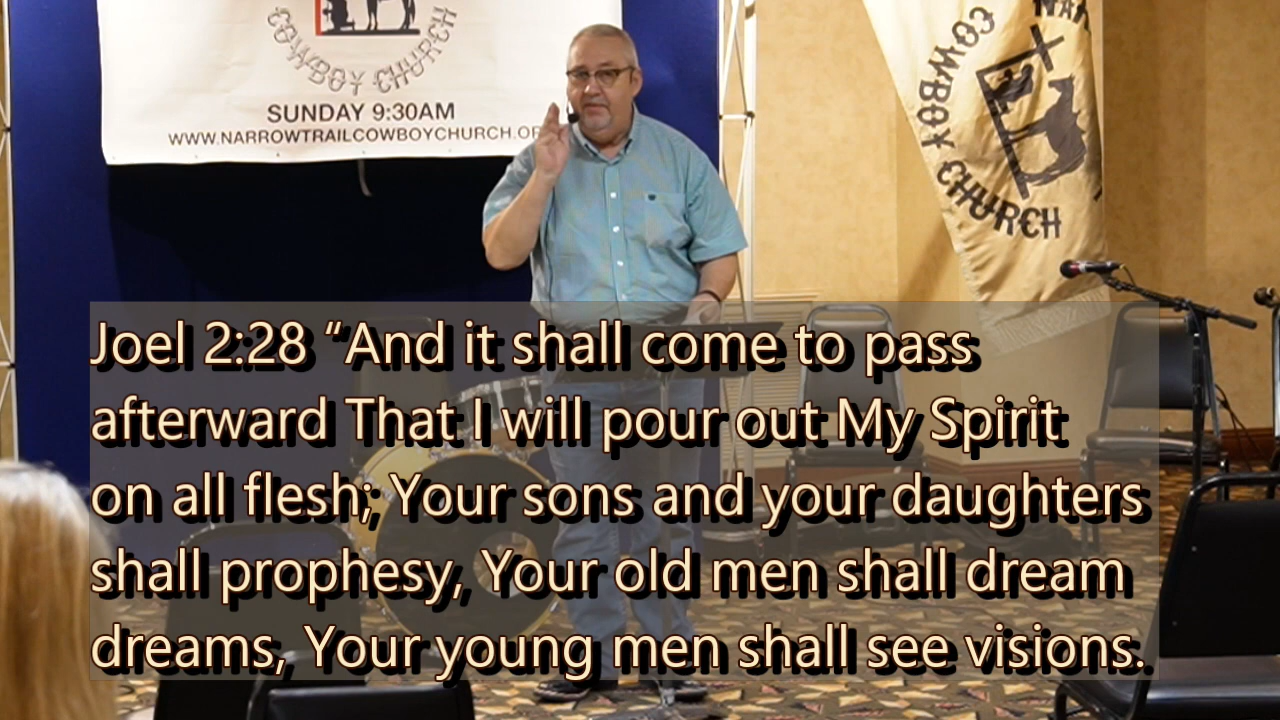 COWBOY CHURCH
SUNDAY 9:30AM
WWW.NARROWTRAILCOWBOYCHURCH.OR
COWBOY CHURCH
Joel 2:28 “And it shall come to pass
afterward That I will pour out My Spirit
on all flesh; Your sons and your daughters
shall prophesy, Your old men shall dream
dreams, Your young men shall see visions.